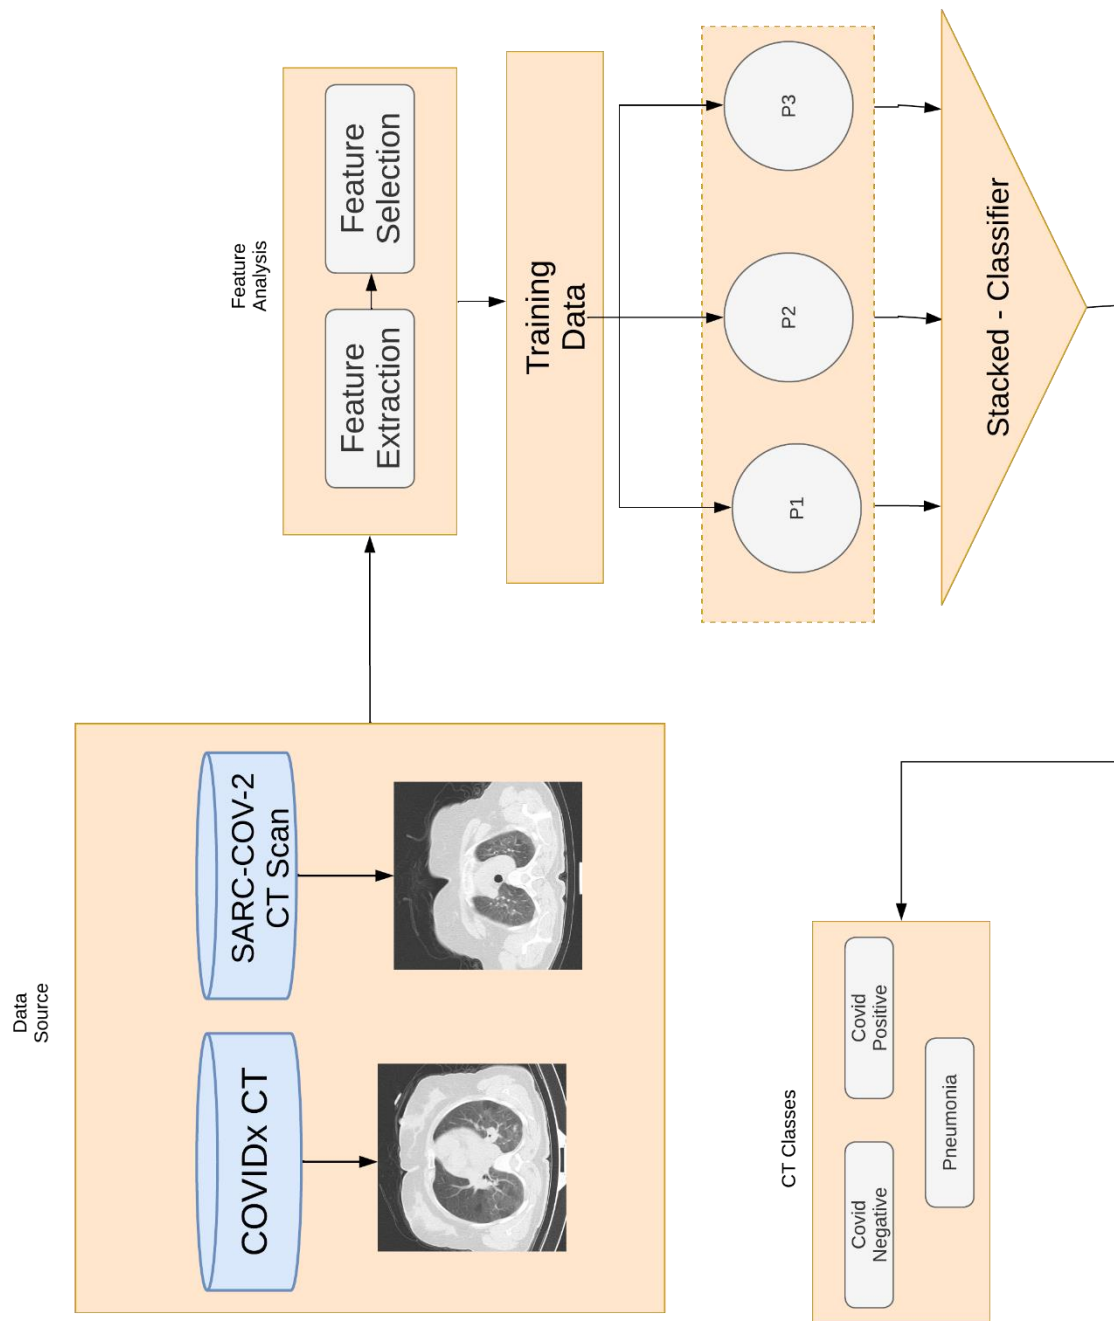 Data
Source
COVIDx CT
SARC-COV-2
CT Scan
Feature
Analysis
Feature
Extraction
Feature
Selection
Training
Data
P1
P2
P3
Stacked - Classifier
CT Classes
Covid
Negative
Covid
Positive
Pneumonia